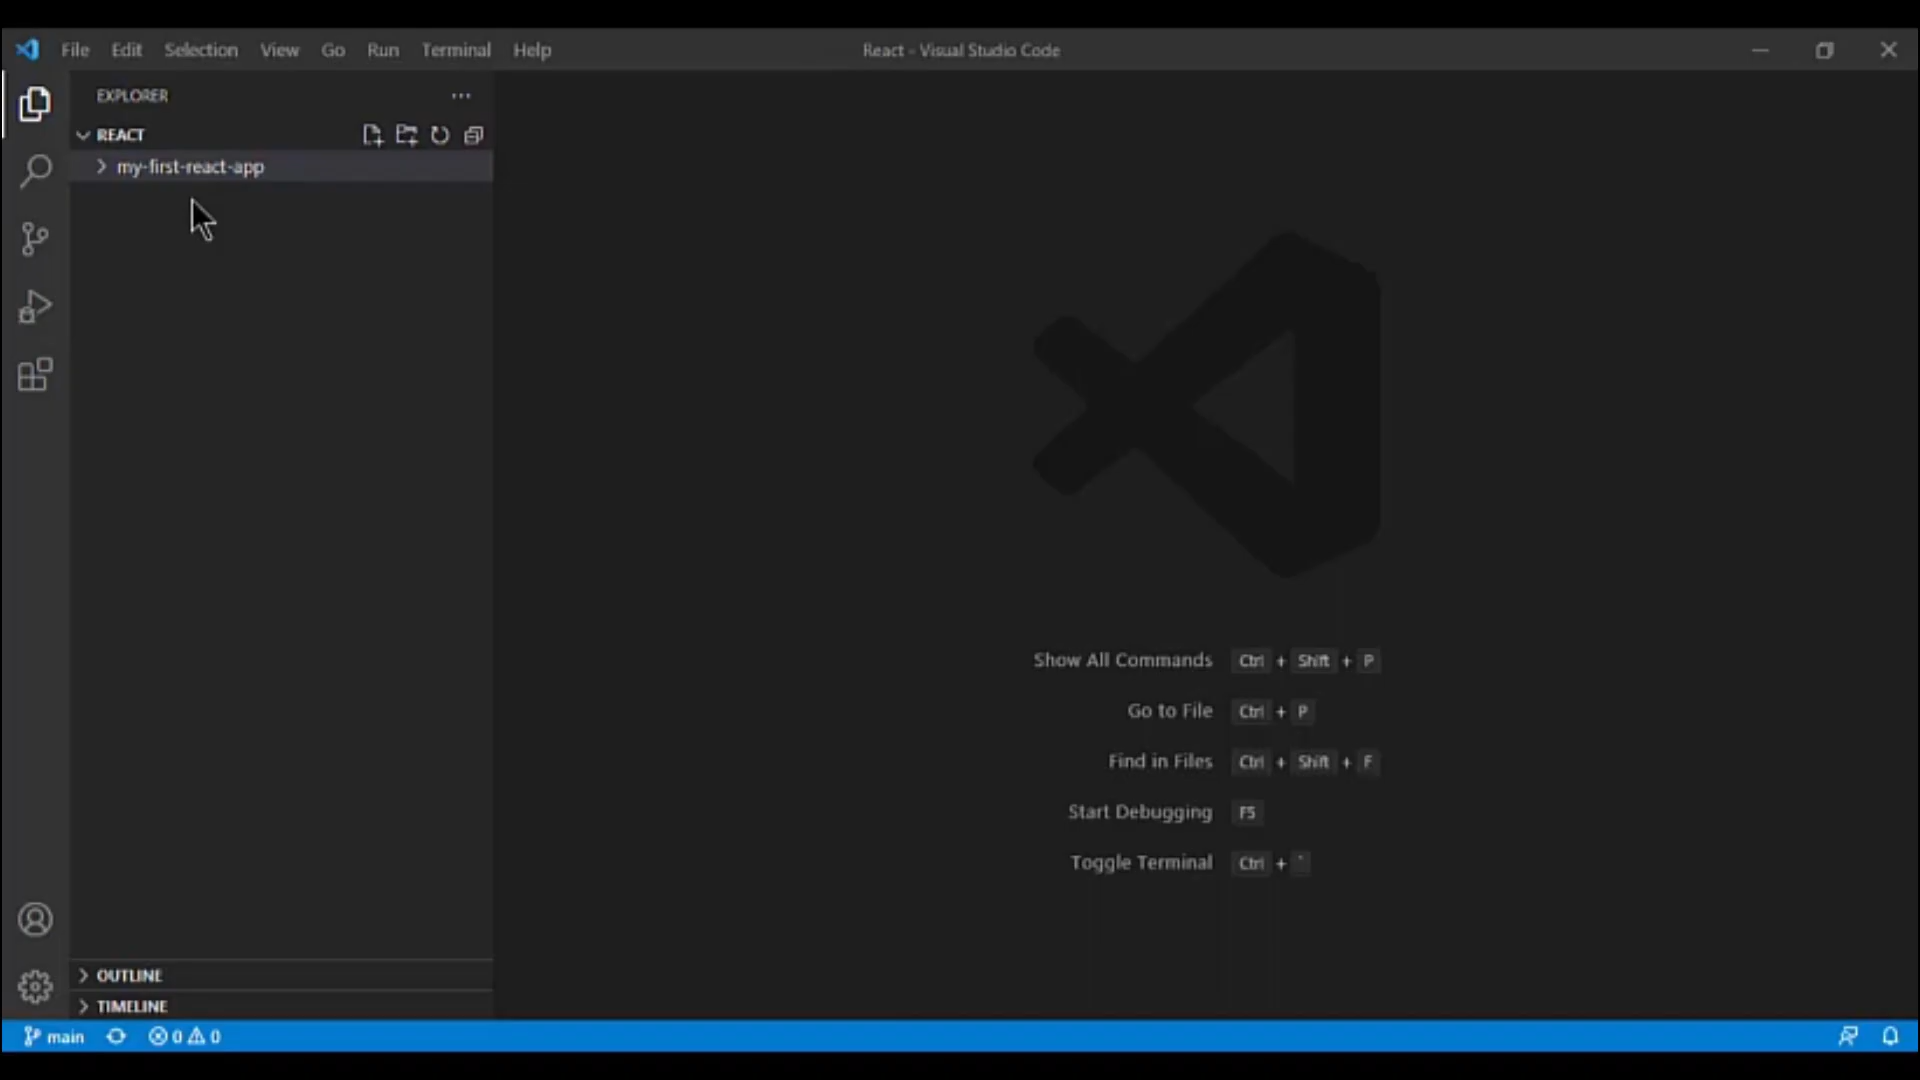 File Edit Selection View Go Run Terminal Help
React - Visual Studio Code
EXPLORER
REACT
my-first-react-app
Show All Commands Ctrl + Shift + P
Go to File Ctrl + P
Find in Files Ctrl + Shift + F
Start Debugging F5
Toggle Terminal Ctrl + `
OUTLINE
TIMELINE
main 0 0